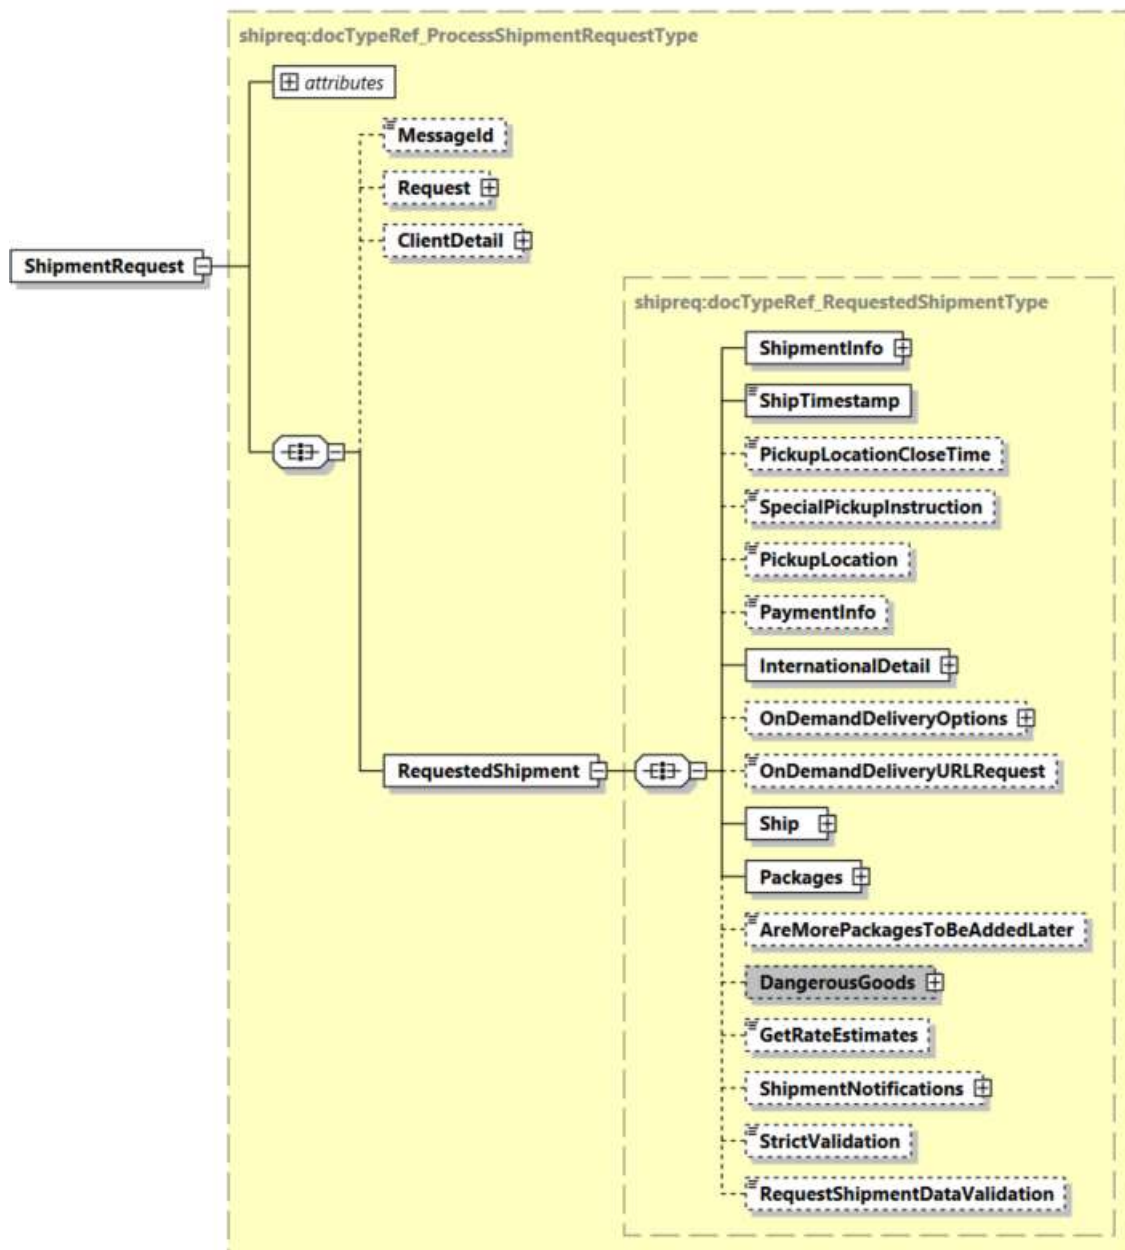 shipreq:docTypeRef_ProcessShipmentRequestType
attributes
MessageId
Request
ClientDetail
ShipmentRequest
shipreq:docTypeRef_RequestedShipmentType
ShipmentInfo
ShipTimestamp
PickupLocationCloseTime
SpecialPickupInstruction
PickupLocation
PaymentInfo
InternationalDetail
OnDemandDeliveryOptions
RequestedShipment
OnDemandDeliveryURLRequest
Ship
Packages
AreMorePackagesToBeAddedLater
DangerousGoods
GetRateEstimates
ShipmentNotifications
StrictValidation
RequestShipmentDataValidation